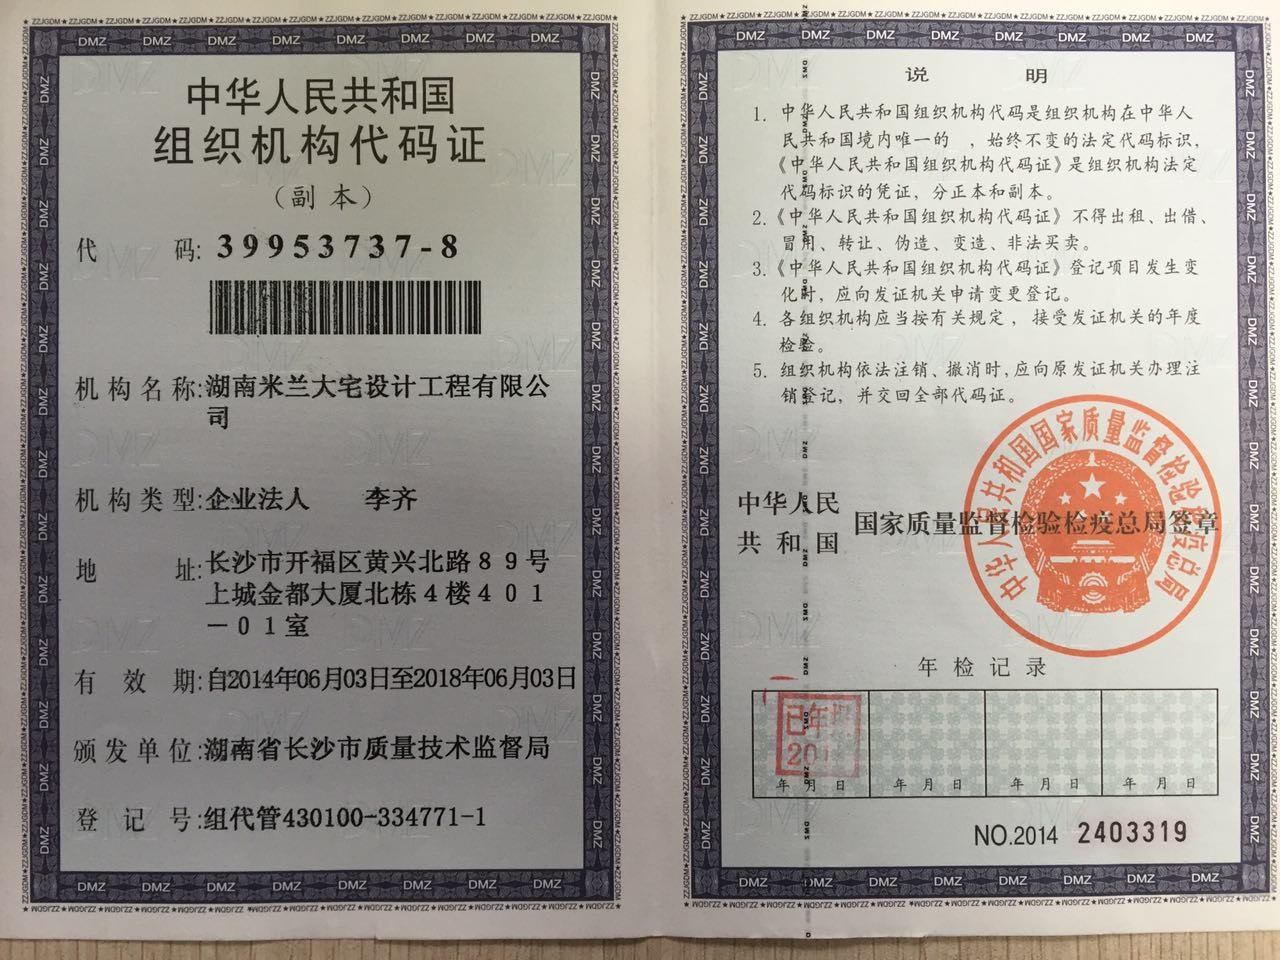 中华人民共和国
组织机构代码证
（副本）
代 码: 39953737-8
机构名称:湖南米兰大宅设计工程有限公
司
机构类型:企业法人 李齐
地 址:长沙市开福区黄兴北路89号
上城金都大厦北栋4楼401
－01室
有 效 期:自2014年06月03日至2018年06月03日
颁发单位:湖南省长沙市质量技术监督局
登 记 号:组代管430100-334771-1
说 明
1. 中华人民共和国组织机构代码是组织机构在中华人
民共和国境内唯一的 ，始终不变的法定代码标识，
《中华人民共和国组织机构代码证》是组织机构法定
代码标识的凭证，分正本和副本。
2.《中华人民共和国组织机构代码证》不得出租、出借、
冒用、转让、伪造、变造、非法买卖。
3.《中华人民共和国组织机构代码证》登记项目发生变
化时，应向发证机关申请变更登记。
4. 各组织机构应当按有关规定，接受发证机关的年度
检验。
5. 组织机构依法注销、撤消时，应向原发证机关办理注
销登记，并交回全部代码证。
中华人民共和国国家质量监督检验检疫总局
中华人民
共和国 国家质量监督检验检疫总局签章
年检记录
已年
201
年 月 日 年 月 日 年 月 日 年 月 日
NO.2014 2403319